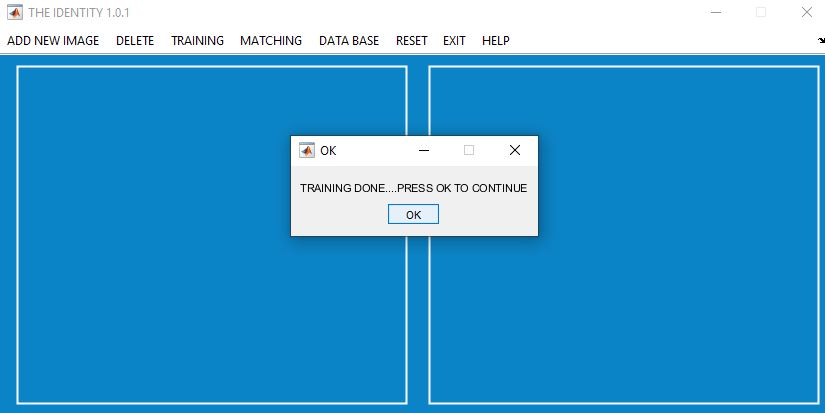 THE IDENTITY 1.0.1
ADD NEW IMAGE DELETE TRAINING MATCHING DATA BASE RESET EXIT HELP
OK
TRAINING DONE....PRESS OK TO CONTINUE
OK